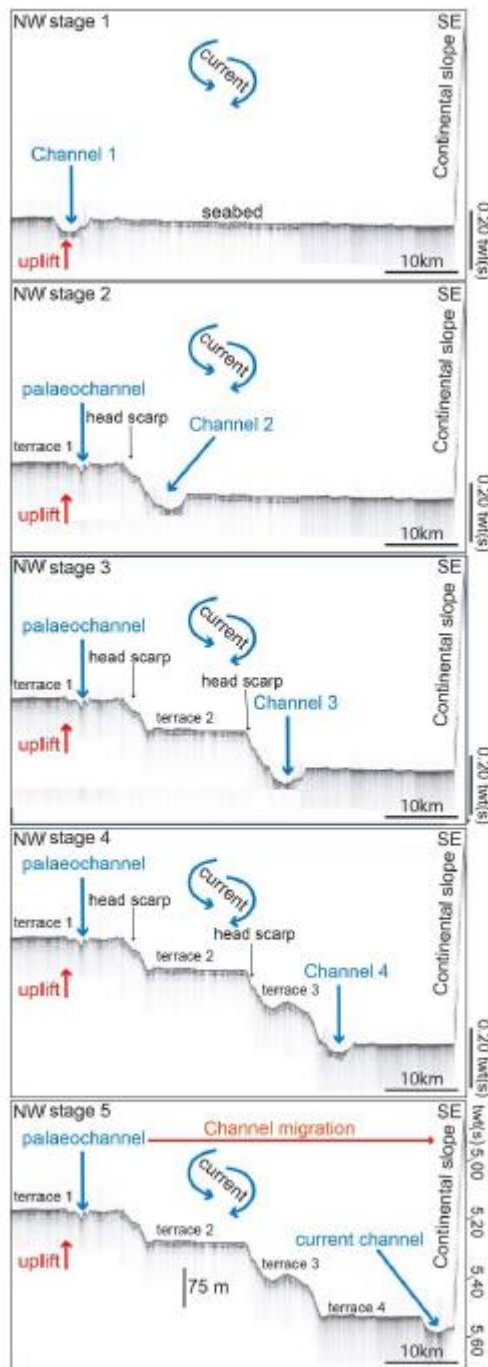 NW stage 1 SE
current
Channel 1
Continental slope
seabed
uplift
10km
0.20 twt(s)
NW stage 2 SE
current
palaeochannel
head scarp
Channel 2
terrace 1
Continental slope
uplift
10km
0.20 twt(s)
NW stage 3 SE
current
palaeochannel
head scarp
head scarp
Channel 3
terrace 1
terrace 2
Continental slope
uplift
10km
0.20 twt(s)
NW stage 4 SE
palaeochannel
current
head scarp
terrace 1
head scarp
terrace 2
Channel 4
terrace 3
Continental slope
uplift
10km
0.20 twt(s)
NW stage 5 SE
Channel migration
palaeochannel
current
terrace 1
terrace 2
current channel
terrace 3
uplift
75 m
terrace 4
10km
Continental slope
twt(s) 5,00
5,20
5,40
5,60